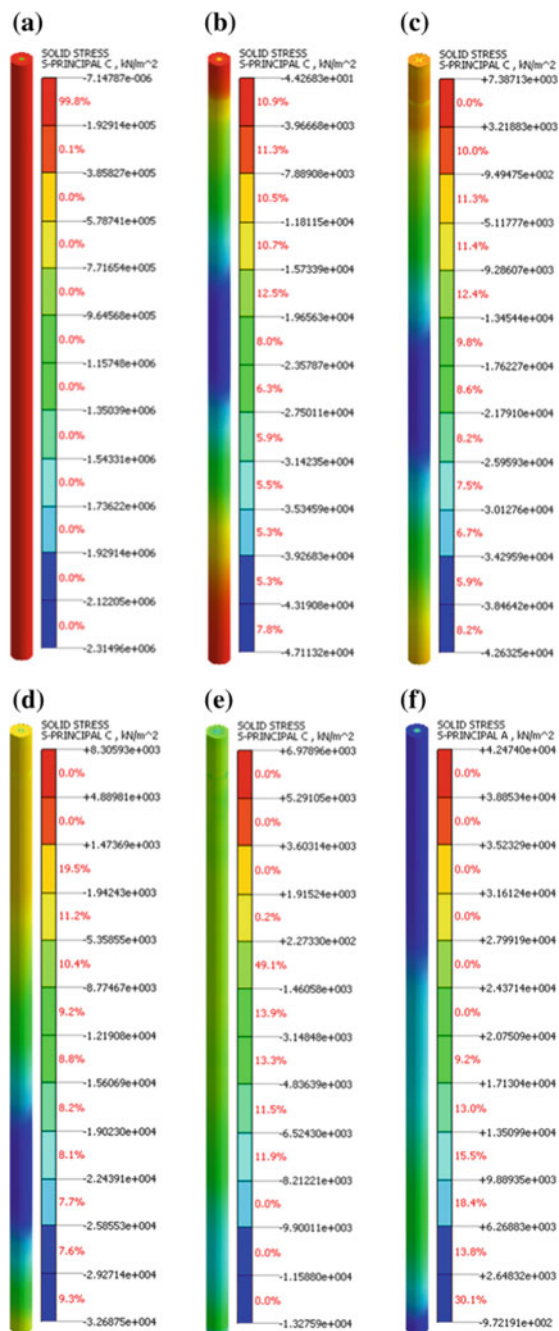 (a)
SOLID STRESS
S-PRINCIPAL C , kN/m^2
-7.14787e-006
99.8%
-1.92914e+005
0.1%
-3.85827e+005
0.0%
-5.78741e+005
0.0%
-7.71654e+005
0.0%
-9.64568e+005
0.0%
-1.15748e+006
0.0%
-1.35039e+006
0.0%
-1.54331e+006
0.0%
-1.73622e+006
0.0%
-1.92914e+006
0.0%
-2.12205e+006
0.0%
-2.31496e+006
(b)
SOLID STRESS
S-PRINCIPAL C , kN/m^2
-4.42683e+001
10.9%
-3.96668e+003
11.3%
-7.88908e+003
10.5%
-1.18115e+004
10.7%
-1.57339e+004
12.5%
-1.96563e+004
8.0%
-2.35787e+004
6.3%
-2.75011e+004
5.9%
-3.14235e+004
5.5%
-3.53459e+004
5.3%
-3.92683e+004
5.3%
-4.31908e+004
7.8%
-4.71132e+004
(c)
SOLID STRESS
S-PRINCIPAL C , kN/m^2
+7.38713e+003
0.0%
+3.21883e+003
10.0%
-9.49475e+002
11.3%
-5.11777e+003
11.4%
-9.28607e+003
12.4%
-1.34544e+004
9.8%
-1.76227e+004
8.6%
-2.17910e+004
8.2%
-2.59593e+004
7.5%
-3.01276e+004
6.7%
-3.42959e+004
5.9%
-3.84642e+004
8.2%
-4.26325e+004
(d)
SOLID STRESS
S-PRINCIPAL C , kN/m^2
+8.30593e+003
0.0%
+4.88981e+003
0.0%
+1.47369e+003
19.5%
-1.94243e+003
11.2%
-5.35855e+003
10.4%
-8.77467e+003
9.2%
-1.21908e+004
8.8%
-1.56069e+004
8.2%
-1.90230e+004
8.1%
-2.24391e+004
7.7%
-2.58553e+004
7.6%
-2.92714e+004
9.3%
-3.26875e+004
(e)
SOLID STRESS
S-PRINCIPAL C , kN/m^2
+6.97896e+003
0.0%
+5.29105e+003
0.0%
+3.60314e+003
0.0%
+1.91524e+003
0.2%
+2.27330e+002
49.1%
-1.46058e+003
13.9%
-3.14848e+003
13.3%
-4.83639e+003
11.5%
-6.52430e+003
11.9%
-8.21221e+003
0.0%
-9.90011e+003
0.0%
-1.15880e+004
0.0%
-1.32759e+004
(f)
SOLID STRESS
S-PRINCIPAL A , kN/m^2
+4.24740e+004
0.0%
+3.88534e+004
0.0%
+3.52329e+004
0.0%
+3.16124e+004
0.0%
+2.79919e+004
0.0%
+2.43714e+004
0.0%
+2.07509e+004
9.2%
+1.71304e+004
13.0%
+1.35099e+004
15.5%
+9.88935e+003
18.4%
+6.26883e+003
13.8%
+2.64832e+003
30.1%
-9.72191e+002